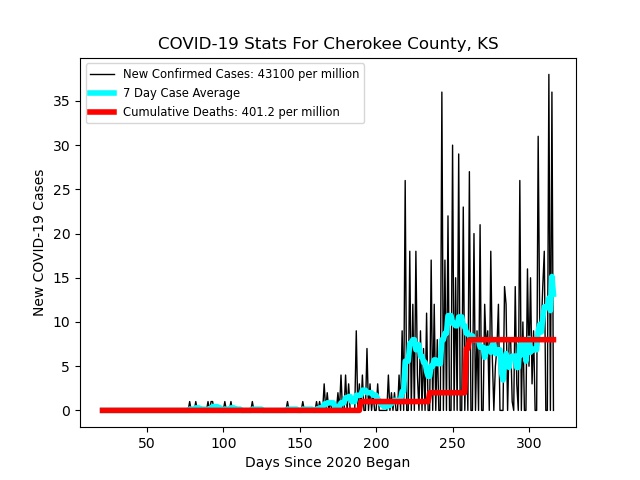 COVID-19 Stats For Cherokee County, KS
New Confirmed Cases: 43100 per million
7 Day Case Average
Cumulative Deaths: 401.2 per million
New COVID-19 Cases
35
30
25
20
15
10
5
0
50 100 150 200 250 300
Days Since 2020 Began